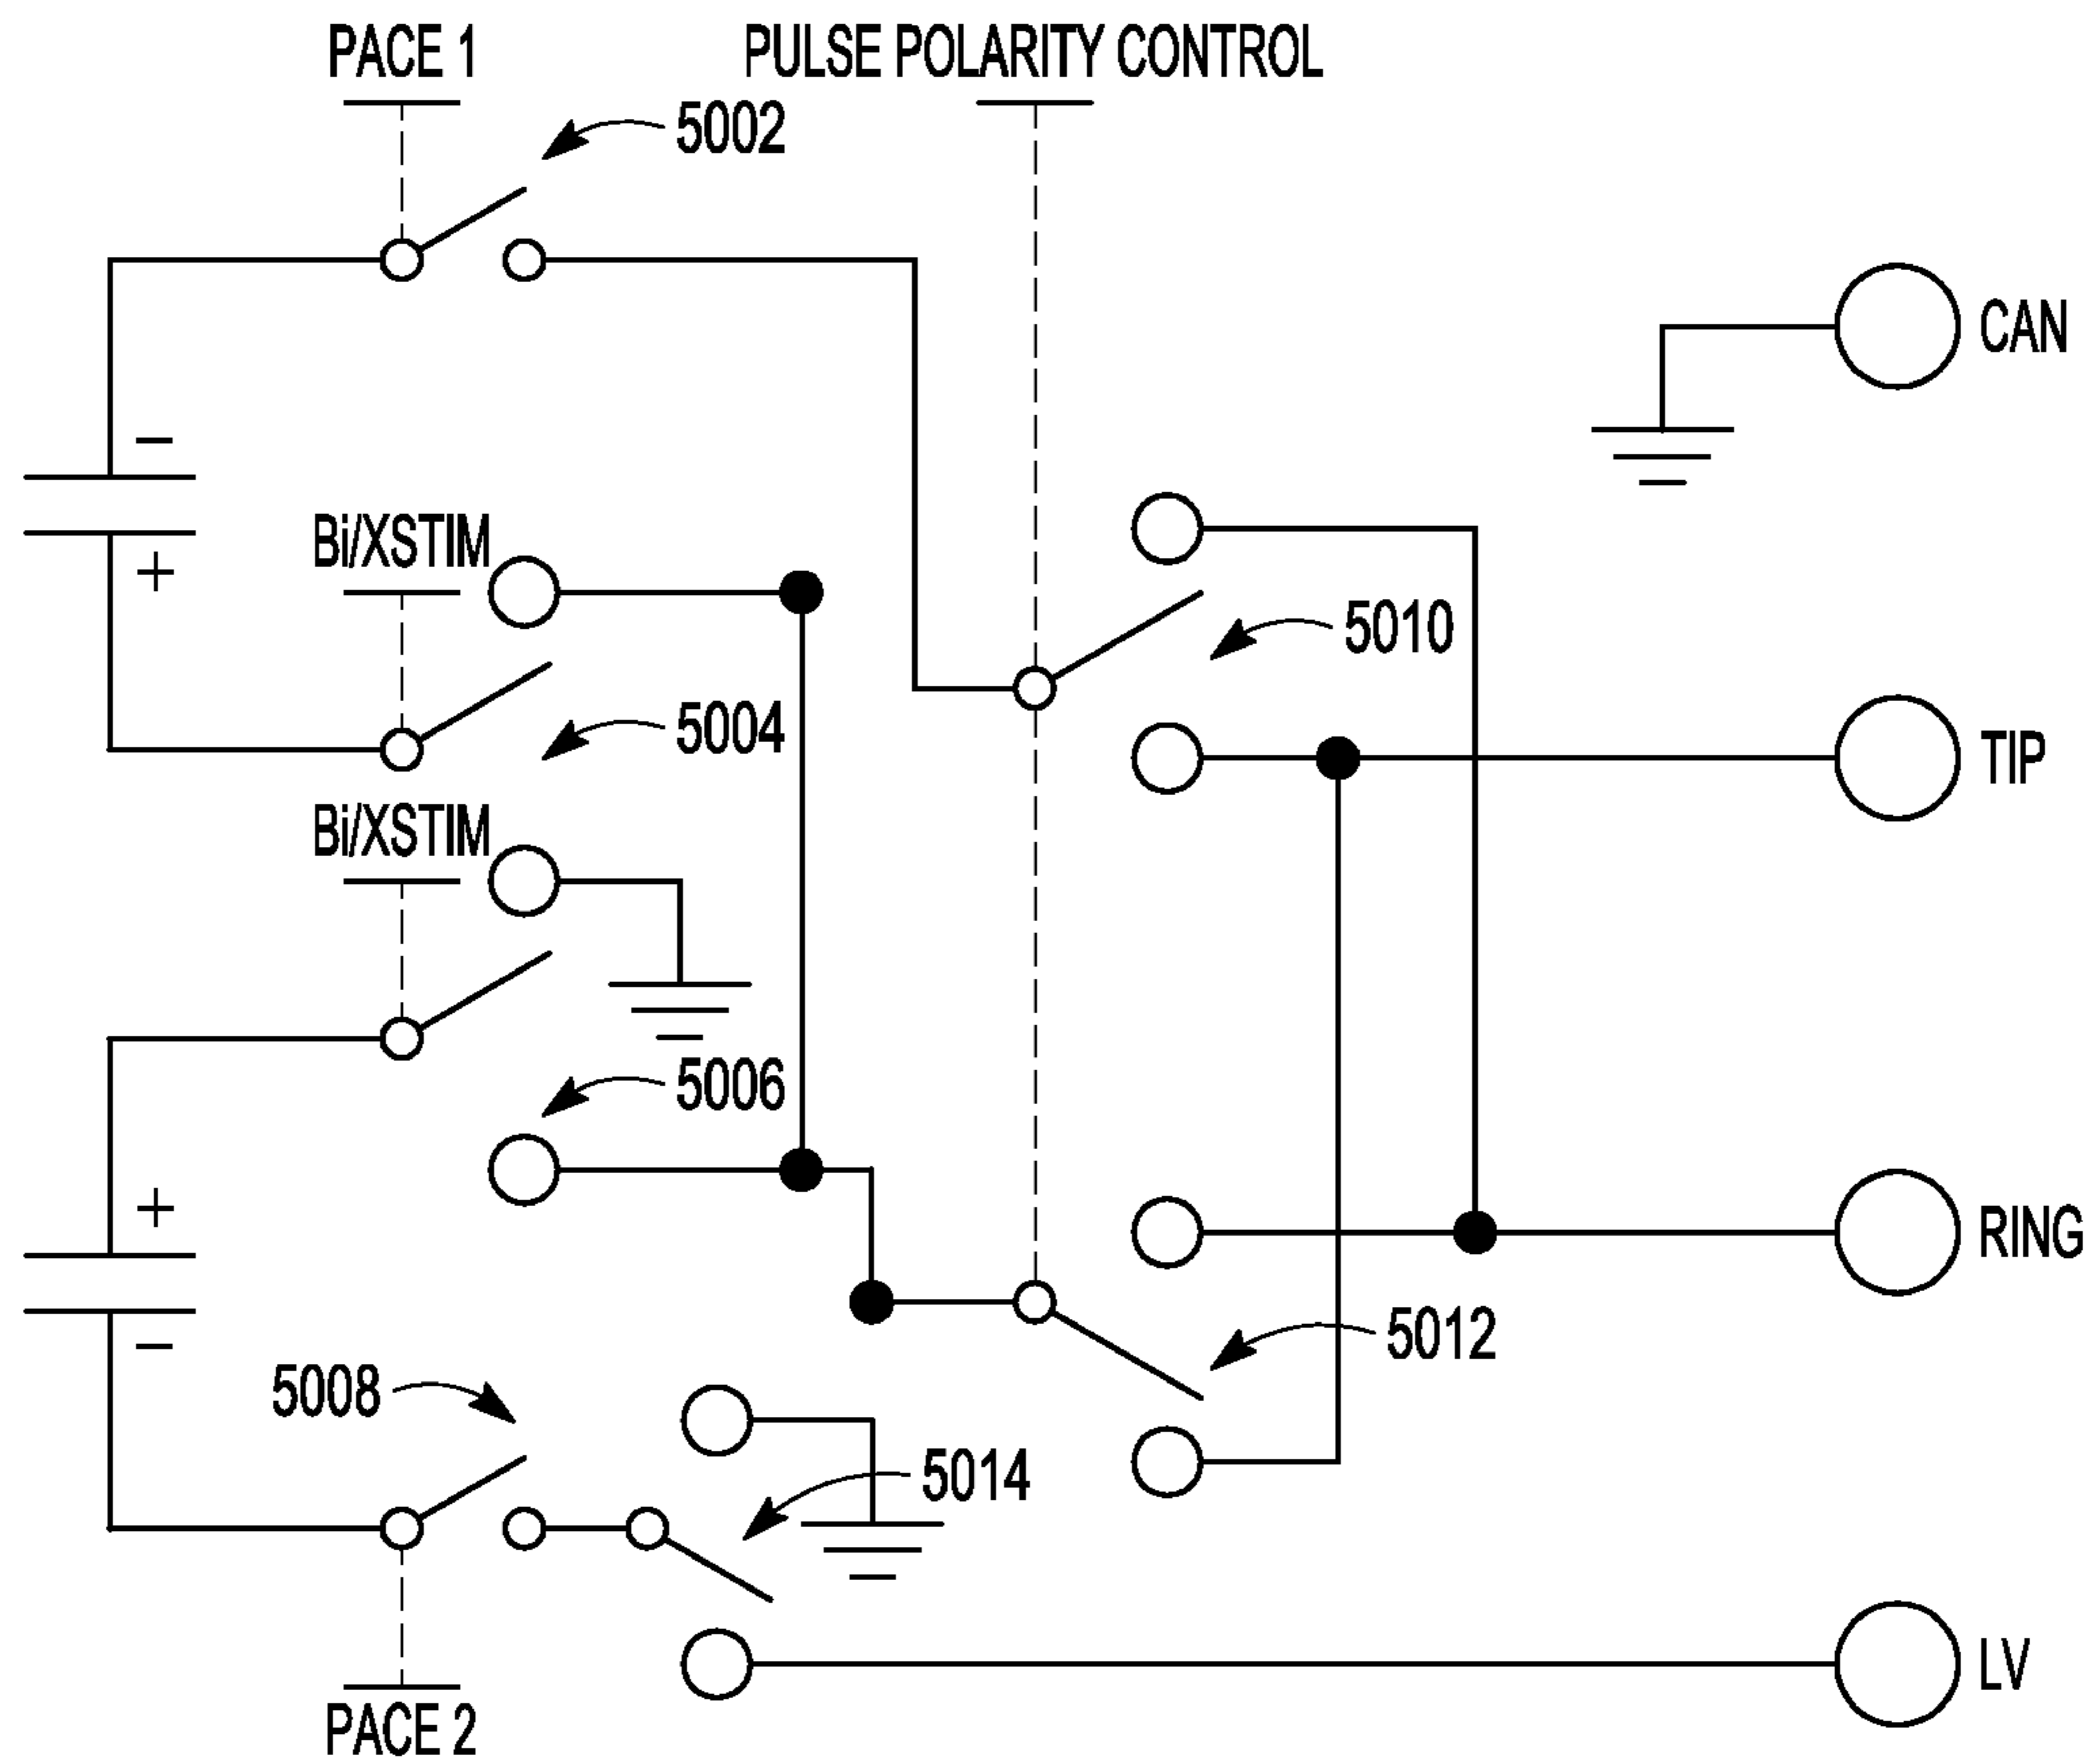 PACE 1
PULSE POLARITY CONTROL
5002
CAN
−
+
Bi/XSTIM
5010
5004
TIP
Bi/XSTIM
5006
+
RING
−
5012
5008
5014
LV
PACE 2